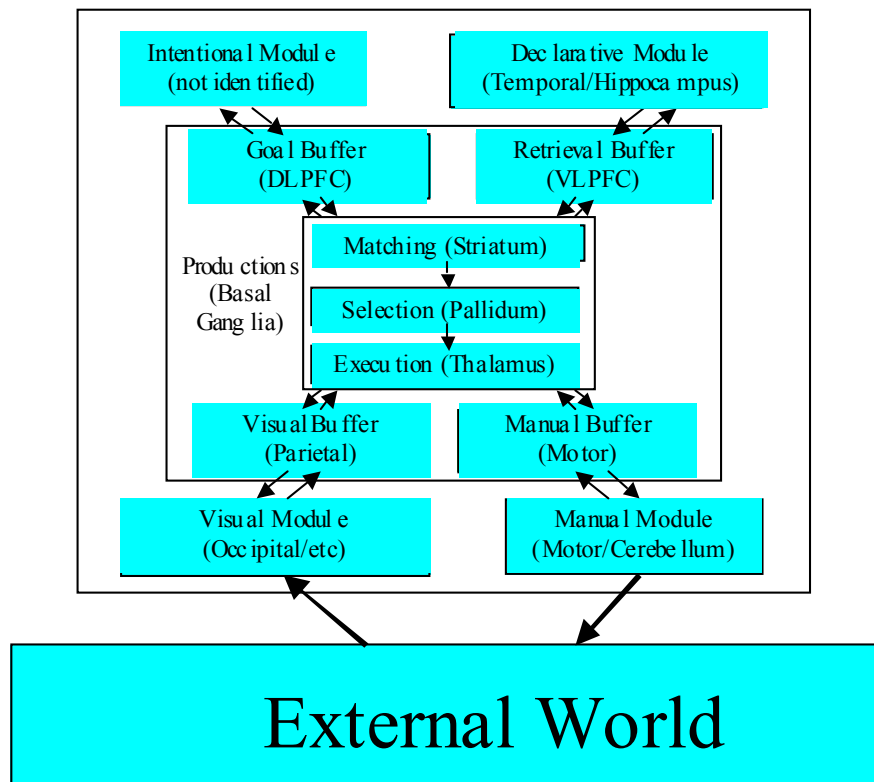 Intentional Module
(not identified)
Declarative Module
(Temporal/Hippocampus)
Goal Buffer
(DLPFC)
Retrieval Buffer
(VLPFC)
Productions
(Basal
Ganglia)
Matching (Striatum)
Selection (Pallidum)
Execution (Thalamus)
Visual Buffer
(Parietal)
Manual Buffer
(Motor)
Visual Module
(Occipital/etc)
Manual Module
(Motor/Cerebellum)
External World